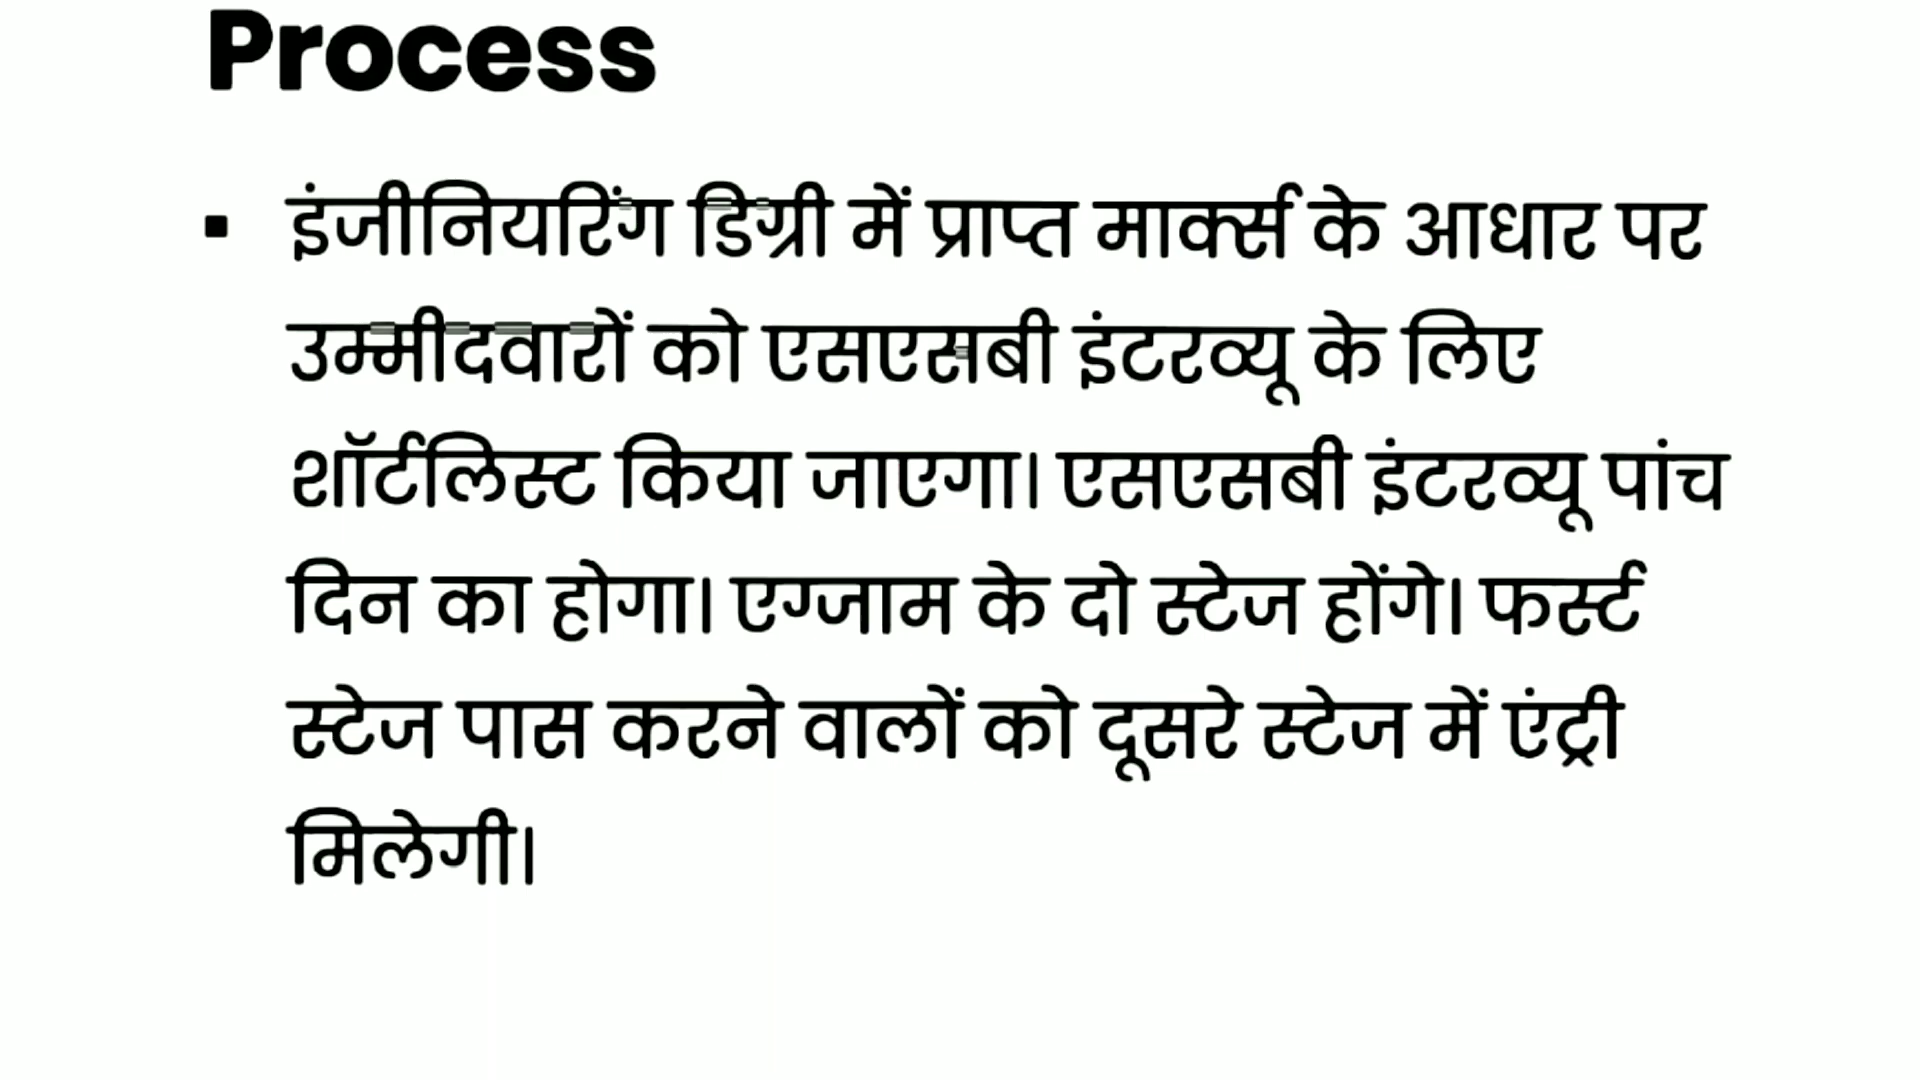 Process
▪ इंजीनियरिंग डिग्री में प्राप्त मार्क्स के आधार पर
उम्मीदवारों को एसएसबी इंटरव्यू के लिए
शॉर्टलिस्ट किया जाएगा। एसएसबी इंटरव्यू पांच
दिन का होगा। एग्जाम के दो स्टेज होंगे। फर्स्ट
स्टेज पास करने वालों को दूसरे स्टेज में एंट्री
मिलेगी।